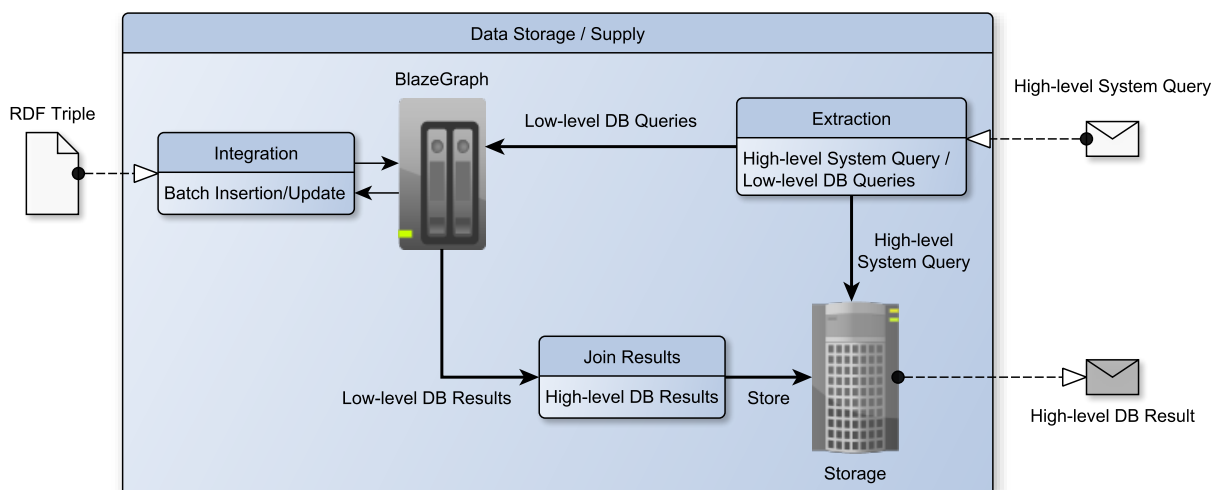 Data Storage / Supply
BlazeGraph
High-level System Query
RDF Triple
Low-level DB Queries
Extraction
High-level System Query /
Low-level DB Queries
Integration
Batch Insertion/Update
High-level
System Query
Join Results
High-level DB Results
Low-level DB Results
Store
High-level DB Result
Storage